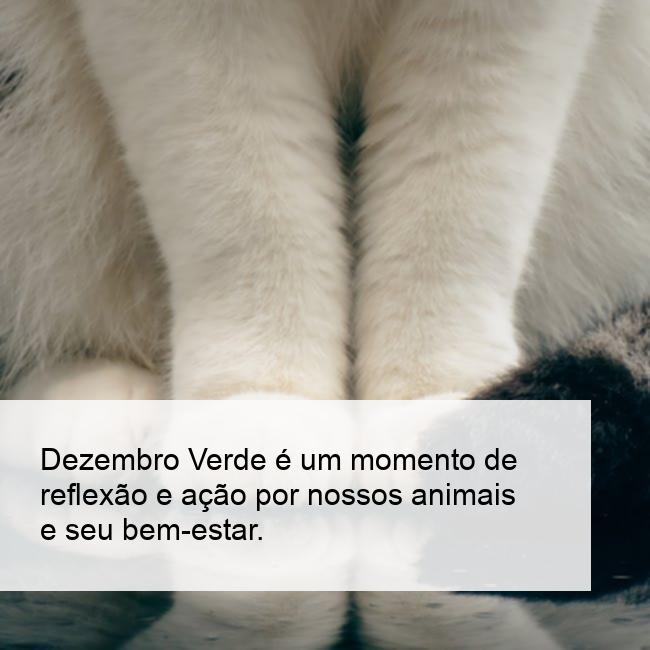 Dezembro Verde é um momento de
reflexão e ação por nossos animais
e seu bem-estar.